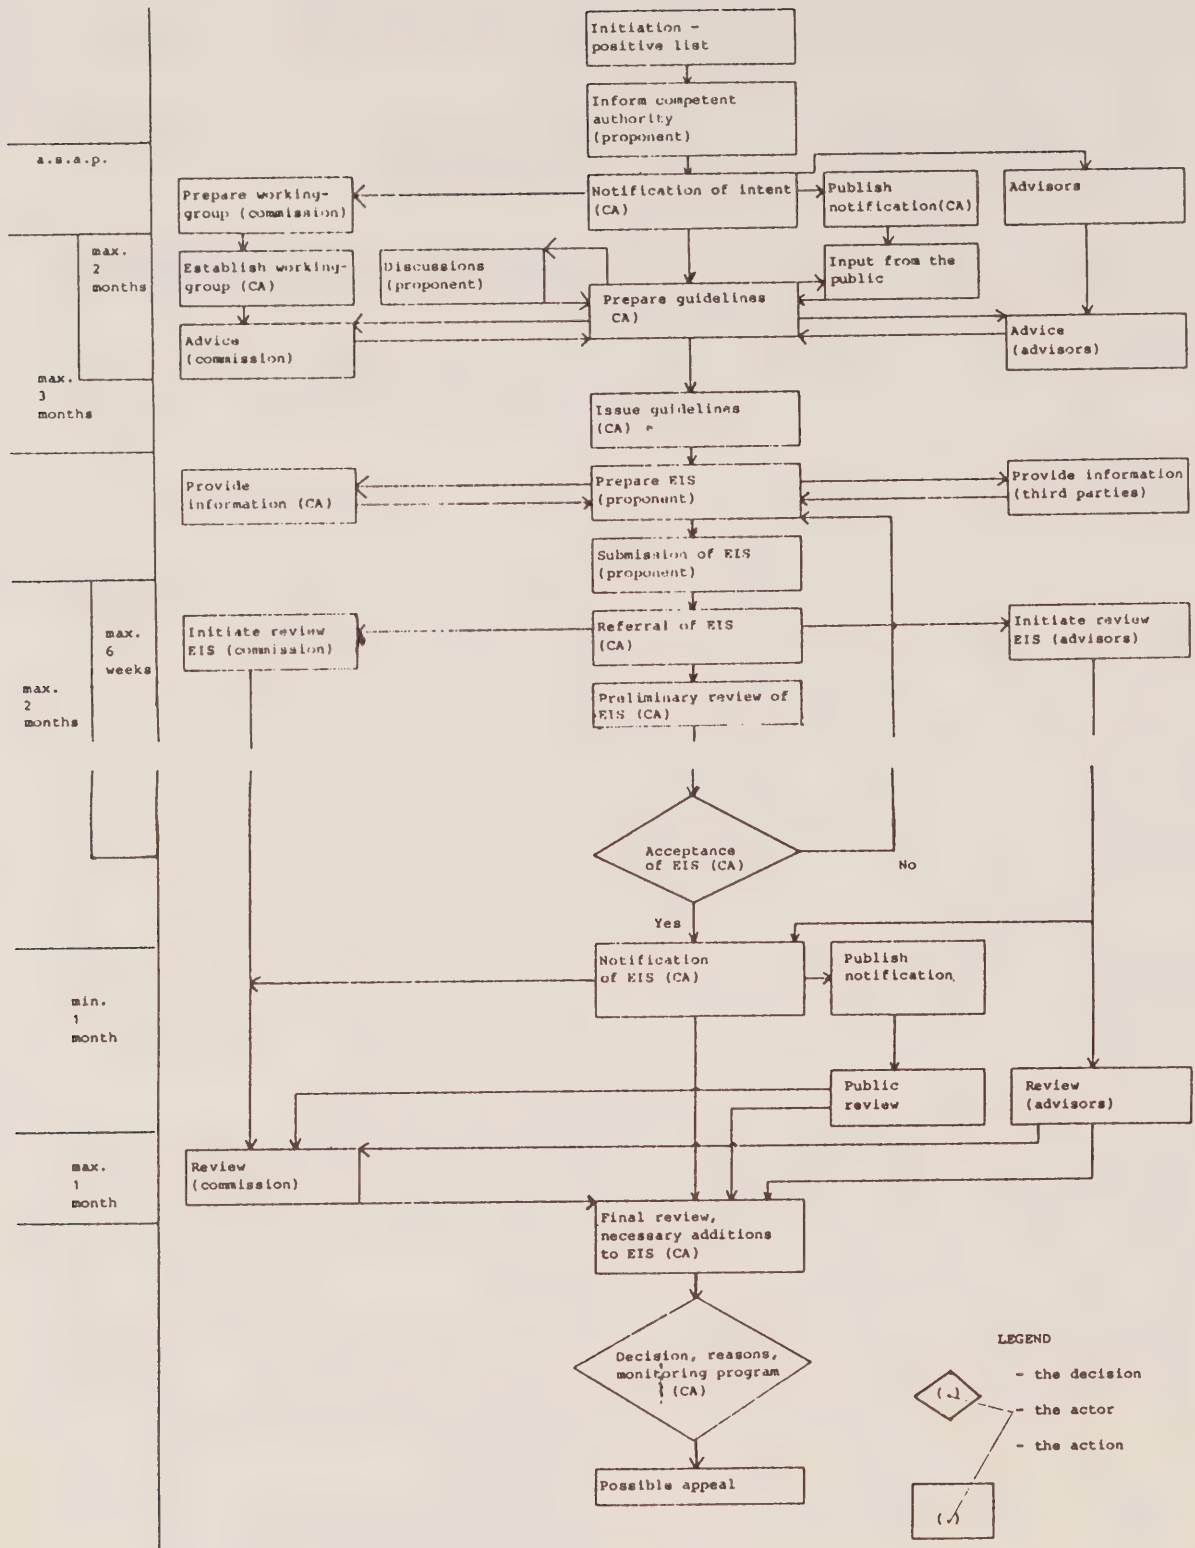 Initiation -
positive list
Inform competent
authority
(proponent)
a.s.a.p.
Prepare working-
group (commission)
Notification of intent
(CA)
Publish
notification(CA)
Advisors
max.
2
months
Establish working-
group (CA)
Discussions
(proponent)
Input from the
public
Prepare guidelines
CA)
Advice
(commission)
Advice
(advisors)
max.
3
months
Issue guidelines
(CA)
Provide
information (CA)
Prepare EIS
(proponent)
Provide information
(third parties)
Submission of EIS
(proponent)
max.
6
weeks
Initiate review
EIS (commission)
Referral of EIS
(CA)
Initiate review
EIS (advisors)
max.
2
months
Preliminary review of
EIS (CA)
Acceptance
of EIS (CA)
No
Yes
Notification
of EIS (CA)
Publish
notification
min.
1
month
Public
review
Review
(advisors)
max.
1
month
Review
(commission)
Final review,
necessary additions
to EIS (CA)
Decision, reasons,
monitoring program
(CA)
LEGEND
- the decision
- the actor
- the action
Possible appeal